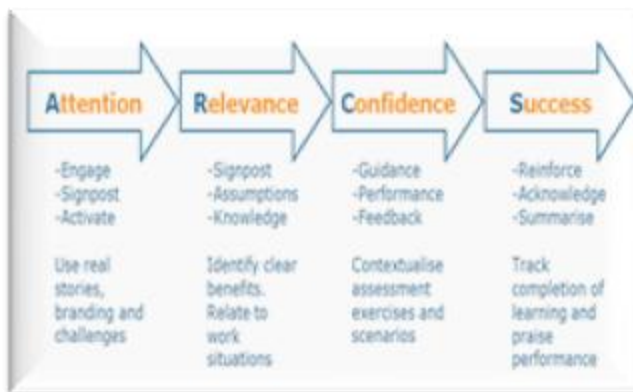 Attention Relevance Confidence Success
-Engage
-Signpost
-Activate
Use real
stories,
branding and
challenges
-Signpost
-Assumptions
-Knowledge
Identify clear
benefits.
Relate to
work
situations
-Guidance
-Performance
-Feedback
Contextualise
assessment
exercises and
scenarios
-Reinforce
-Acknowledge
-Summarise
Track
completion of
learning and
praise
performance